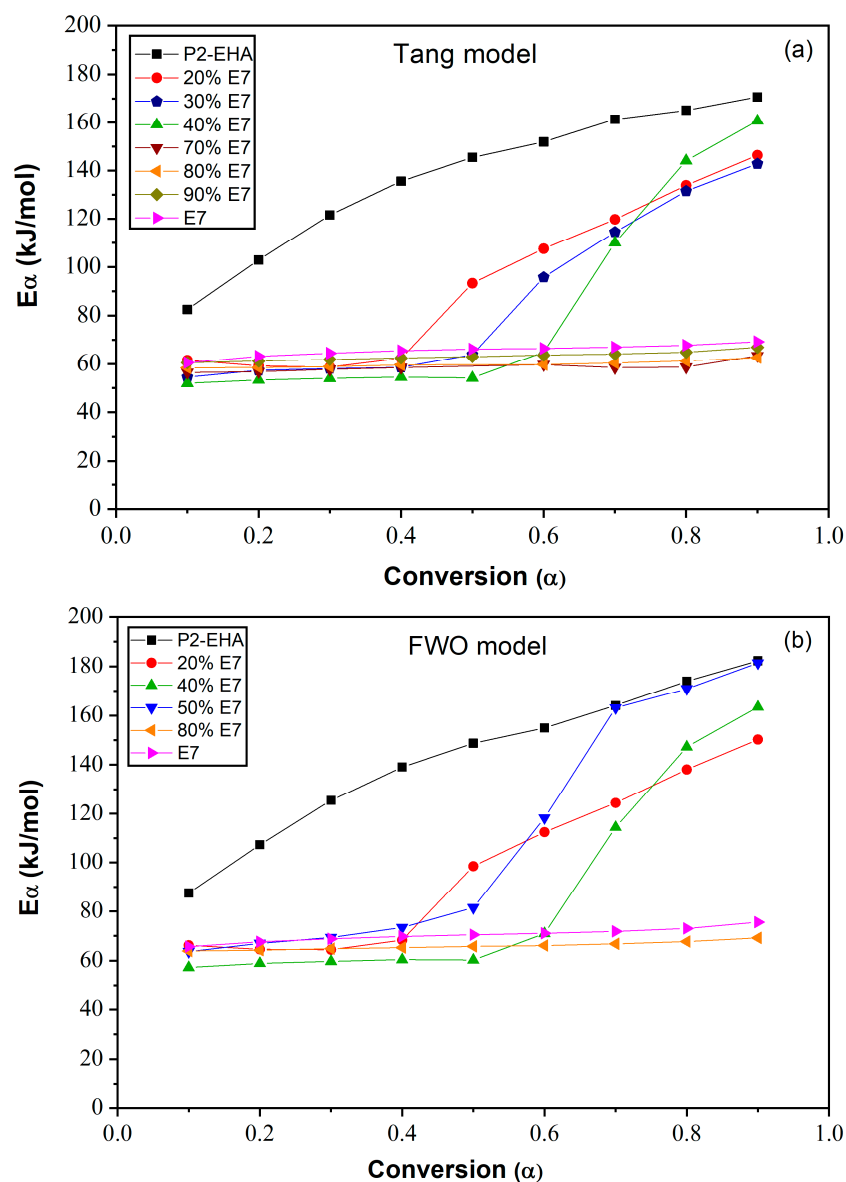 200
180
160
140
120
100
80
60
40
20
0
Eα (kJ/mol)
P2-EHA
20% E7
30% E7
40% E7
70% E7
80% E7
90% E7
E7
Tang model
(a)
0.0 0.2 0.4 0.6 0.8 1.0
Conversion (α)
200
180
160
140
120
100
80
60
40
20
0
Eα (kJ/mol)
P2-EHA
20% E7
40% E7
50% E7
80% E7
E7
FWO model
(b)
0.0 0.2 0.4 0.6 0.8 1.0
Conversion (α)